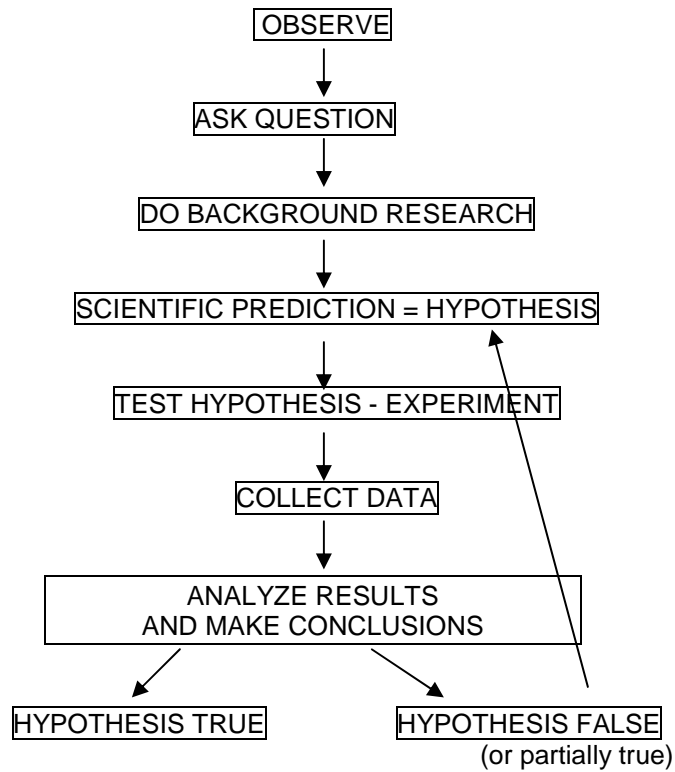 OBSERVE
ASK QUESTION
DO BACKGROUND RESEARCH
SCIENTIFIC PREDICTION = HYPOTHESIS
TEST HYPOTHESIS - EXPERIMENT
COLLECT DATA
ANALYZE RESULTS
AND MAKE CONCLUSIONS
HYPOTHESIS TRUE
HYPOTHESIS FALSE
(or partially true)